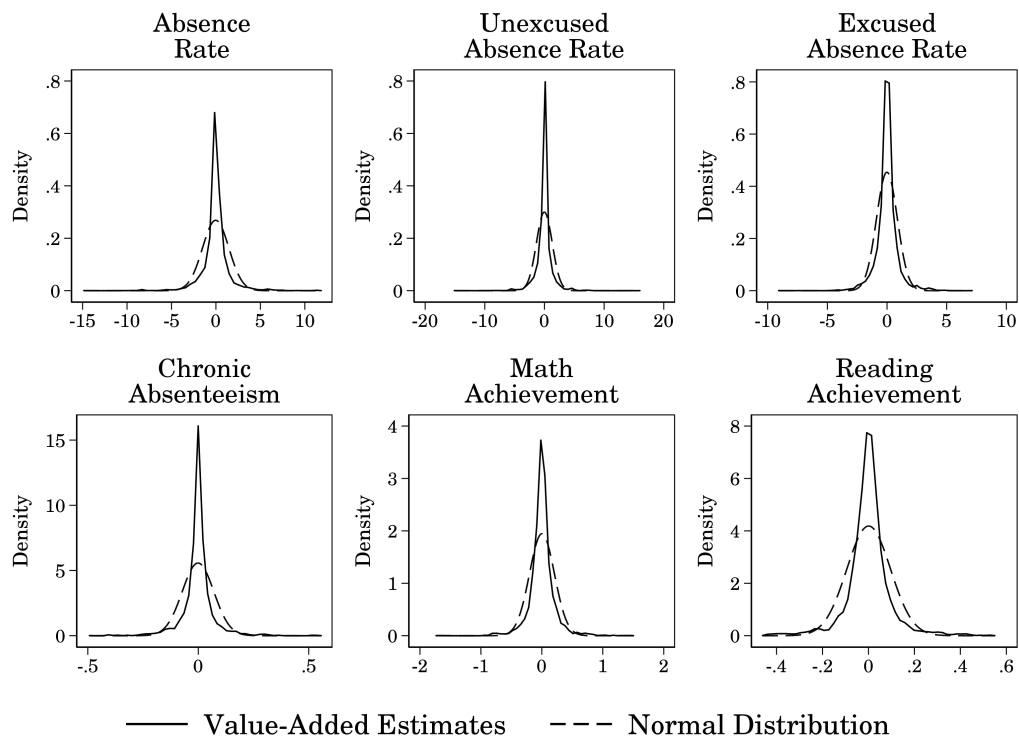 Absence
Rate
Density
.8
.6
.4
.2
0
-15 -10 -5 0 5 10
Unexcused
Absence Rate
Density
.8
.6
.4
.2
0
-20 -10 0 10 20
Excused
Absence Rate
Density
.8
.6
.4
.2
0
-10 -5 0 5 10
Chronic
Absenteeism
Density
15
10
5
0
-.5 0 .5
Math
Achievement
Density
4
3
2
1
0
-2 -1 0 1 2
Reading
Achievement
Density
8
6
4
2
0
-.4 -.2 0 .2 .4 .6
Value-Added Estimates Normal Distribution